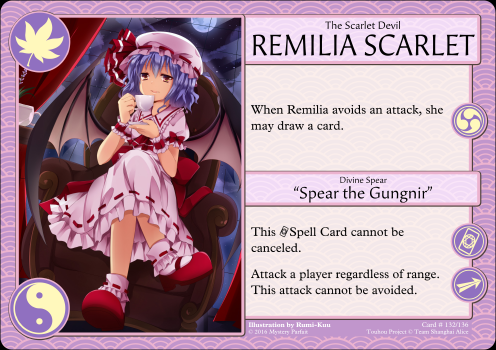 The Scarlet Devil
REMILIA SCARLET
When Remilia avoids an attack, she
may draw a card.
Divine Spear
“Spear the Gungnir”
This Spell Card cannot be
canceled.
Attack a player regardless of range.
This attack cannot be avoided.
Illustration by Rumi-Kuu
© 2016 Mystery Parfait
Card # 132/136
Touhou Project © Team Shanghai Alice